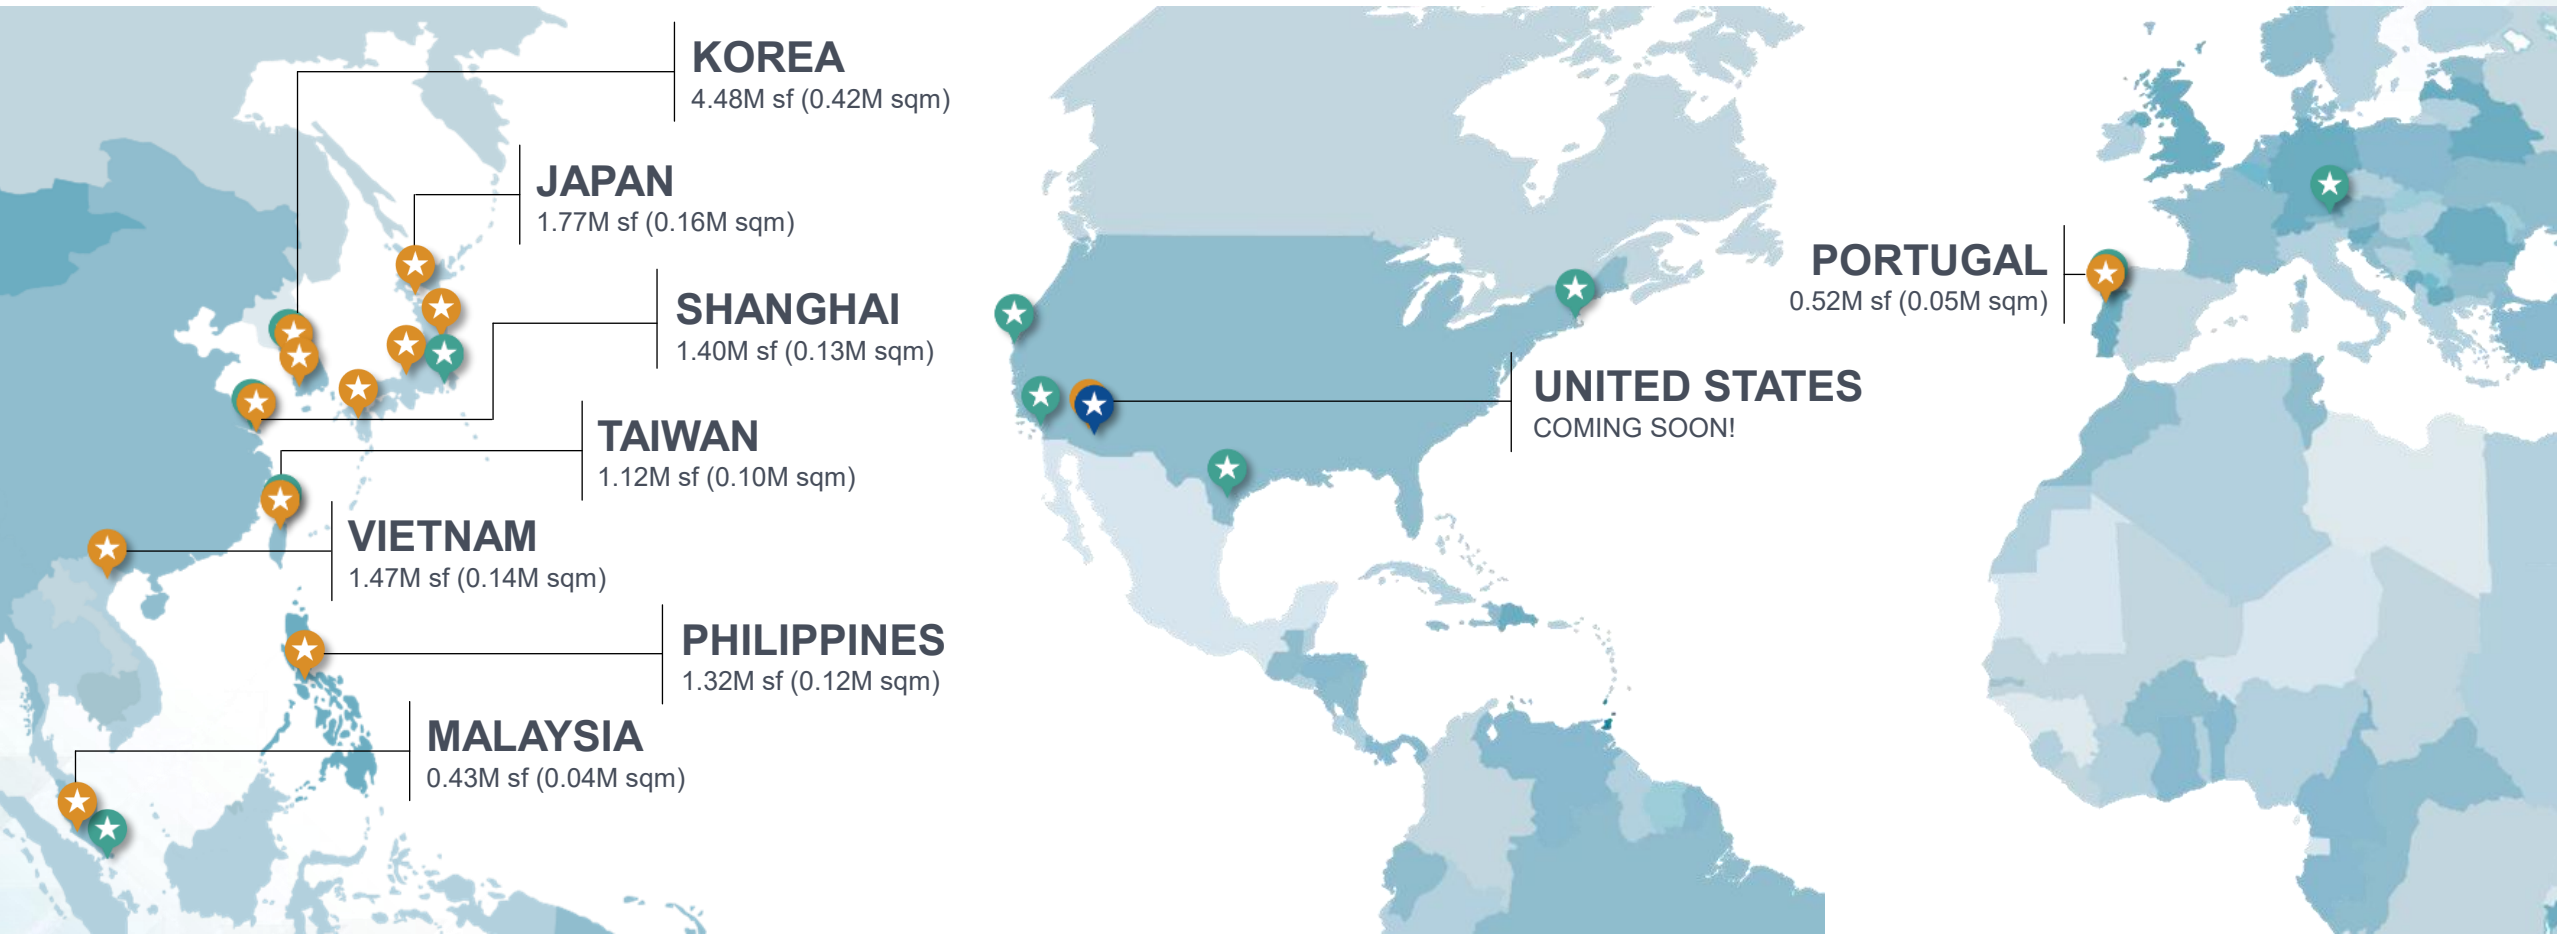 KOREA
4.48M sf (0.42M sqm)
JAPAN
1.77M sf (0.16M sqm)
SHANGHAI
1.40M sf (0.13M sqm)
TAIWAN
1.12M sf (0.10M sqm)
VIETNAM
1.47M sf (0.14M sqm)
PHILIPPINES
1.32M sf (0.12M sqm)
MALAYSIA
0.43M sf (0.04M sqm)
UNITED STATES
COMING SOON!
PORTUGAL
0.52M sf (0.05M sqm)